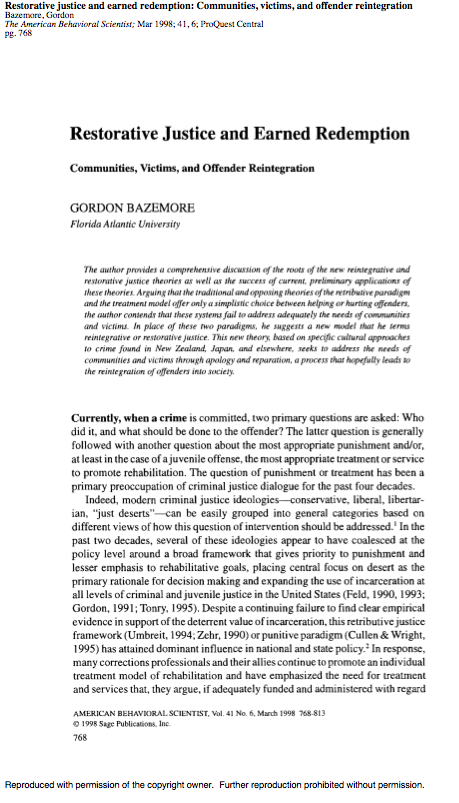 Restorative justice and earned redemption: Communities, victims, and offender reintegration
Bazemore, Gordon
The American Behavioral Scientist; Mar 1998; 41, 6; ProQuest Central
pg. 768
Restorative Justice and Earned Redemption
Communities, Victims, and Offender Reintegration
GORDON BAZEMORE
Florida Atlantic University
The author provides a comprehensive discussion of the roots of the new reintegrative and
restorative justice theories as well as the success of current, preliminary applications of
these theories. Arguing that the traditional and opposing theories of the retributive paradigm
and the treatment model offer only a simplistic choice between helping or hurting offenders,
the author contends that these systems fail to address adequately the needs of communities
and victims. In place of these two paradigms, he suggests a new model that he terms
reintegrative or restorative justice. This new theory, based on specific cultural approaches
to crime found in New Zealand, Japan, and elsewhere, seeks to address the needs of
communities and victims through apology and reparation, a process that hopefully leads to
the reintegration of offenders into society.
Currently, when a crime is committed, two primary questions are asked: Who
did it, and what should be done to the offender? The latter question is generally
followed with another question about the most appropriate punishment and/or,
at least in the case of a juvenile offense, the most appropriate treatment or service
to promote rehabilitation. The question of punishment or treatment has been a
primary preoccupation of criminal justice dialogue for the past four decades.
Indeed, modern criminal justice ideologies—conservative, liberal, libertar-
ian, "just deserts"—can be easily grouped into general categories based on
different views of how this question of intervention should be addressed.¹ In the
past two decades, several of these ideologies appear to have coalesced at the
policy level around a broad framework that gives priority to punishment and
lesser emphasis to rehabilitative goals, placing central focus on desert as the
primary rationale for decision making and expanding the use of incarceration at
all levels of criminal and juvenile justice in the United States (Feld, 1990, 1993;
Gordon, 1991; Tonry, 1995). Despite a continuing failure to find clear empirical
evidence in support of the deterrent value of incarceration, this retributive justice
framework (Umbreit, 1994; Zehr, 1990) or punitive paradigm (Cullen & Wright,
1995) has attained dominant influence in national and state policy.² In response,
many corrections professionals and their allies continue to promote an individual
treatment model of rehabilitation and have emphasized the need for treatment
and services that, they argue, if adequately funded and administered with regard
AMERICAN BEHAVIORAL SCIENTIST, Vol. 41 No. 6, March 1998 768-813
© 1998 Sage Publications, Inc.
768
Reproduced with permission of the copyright owner. Further reproduction prohibited without permission.